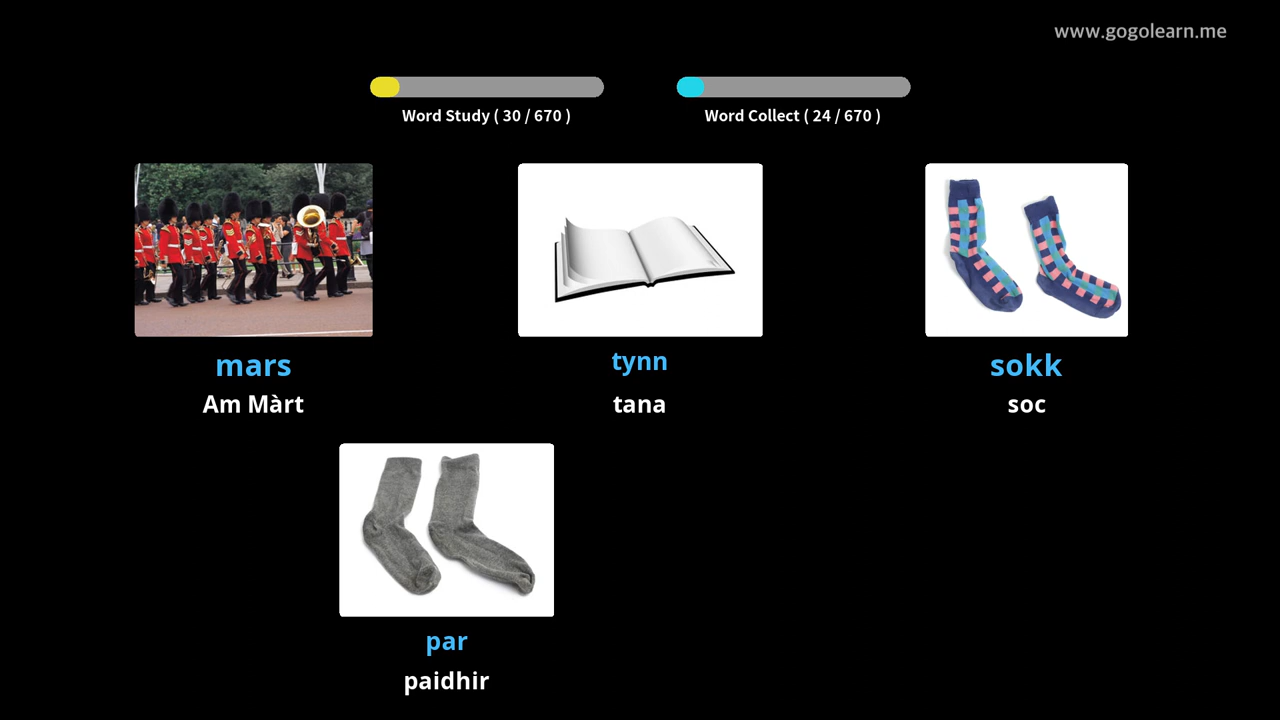 www.gogolearn.me
Word Study ( 30 / 670 )
Word Collect ( 24 / 670 )
mars
Am Màrt
tynn
tana
sokk
soc
par
paidhir